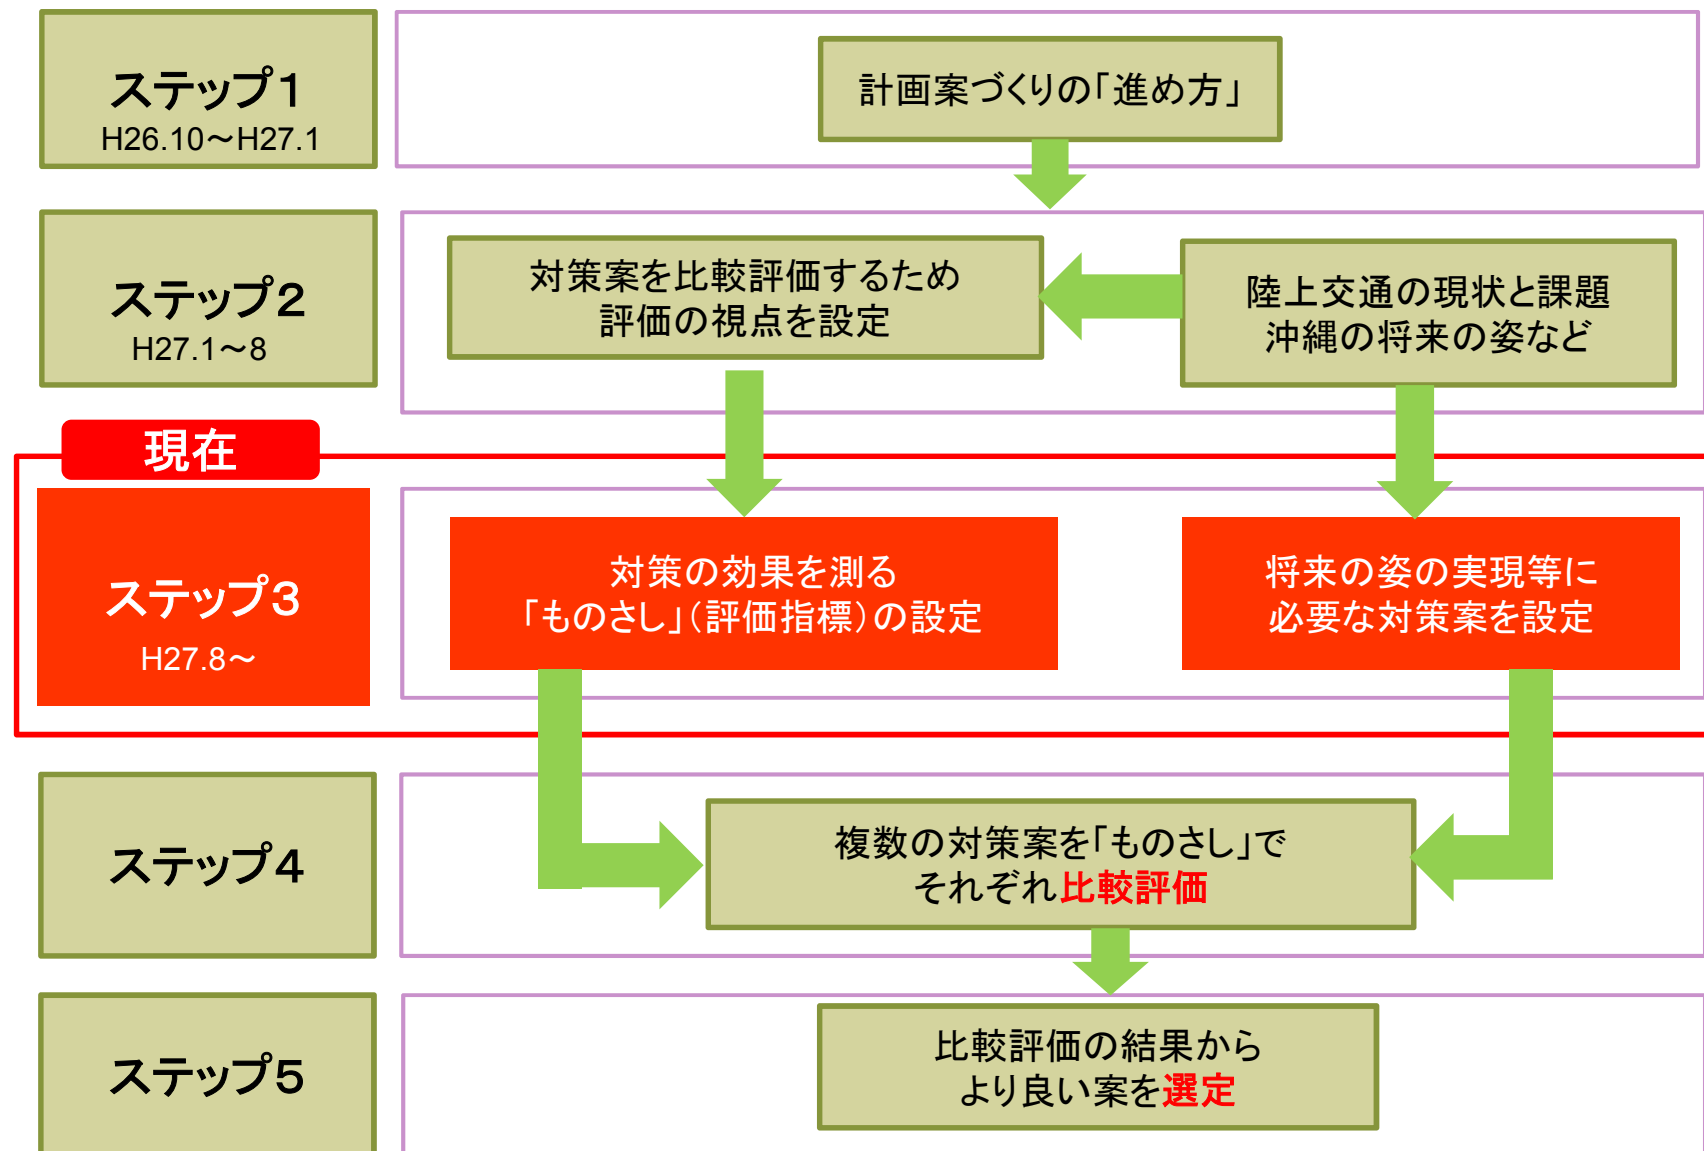 ステップ1
H26.10～H27.1
計画案づくりの「進め方」
ステップ2
H27.1～8
対策案を比較評価するため
評価の視点を設定
陸上交通の現状と課題
沖縄の将来の姿など
現在
ステップ3
H27.8～
対策の効果を測る
「ものさし」（評価指標）の設定
将来の姿の実現等に
必要な対策案を設定
ステップ4
複数の対策案を「ものさし」で
それぞれ比較評価
ステップ5
比較評価の結果から
より良い案を選定